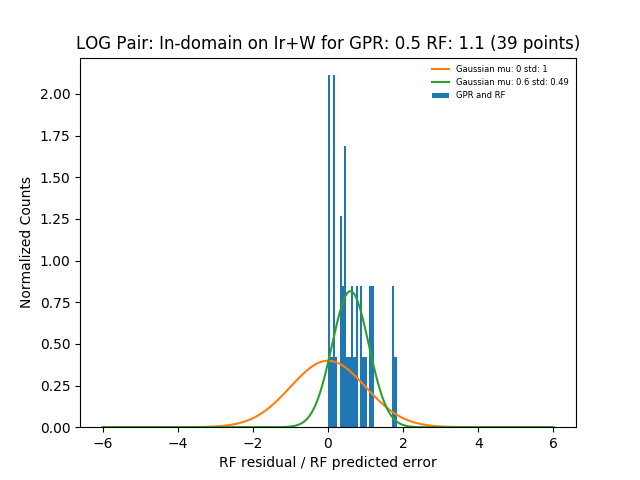 LOG Pair: In-domain on Ir+W for GPR: 0.5 RF: 1.1 (39 points)
Gaussian mu: 0 std: 1
Gaussian mu: 0.6 std: 0.49
GPR and RF
Normalized Counts
2.00
1.75
1.50
1.25
1.00
0.75
0.50
0.25
0.00
−6 −4 −2 0 2 4 6
RF residual / RF predicted error